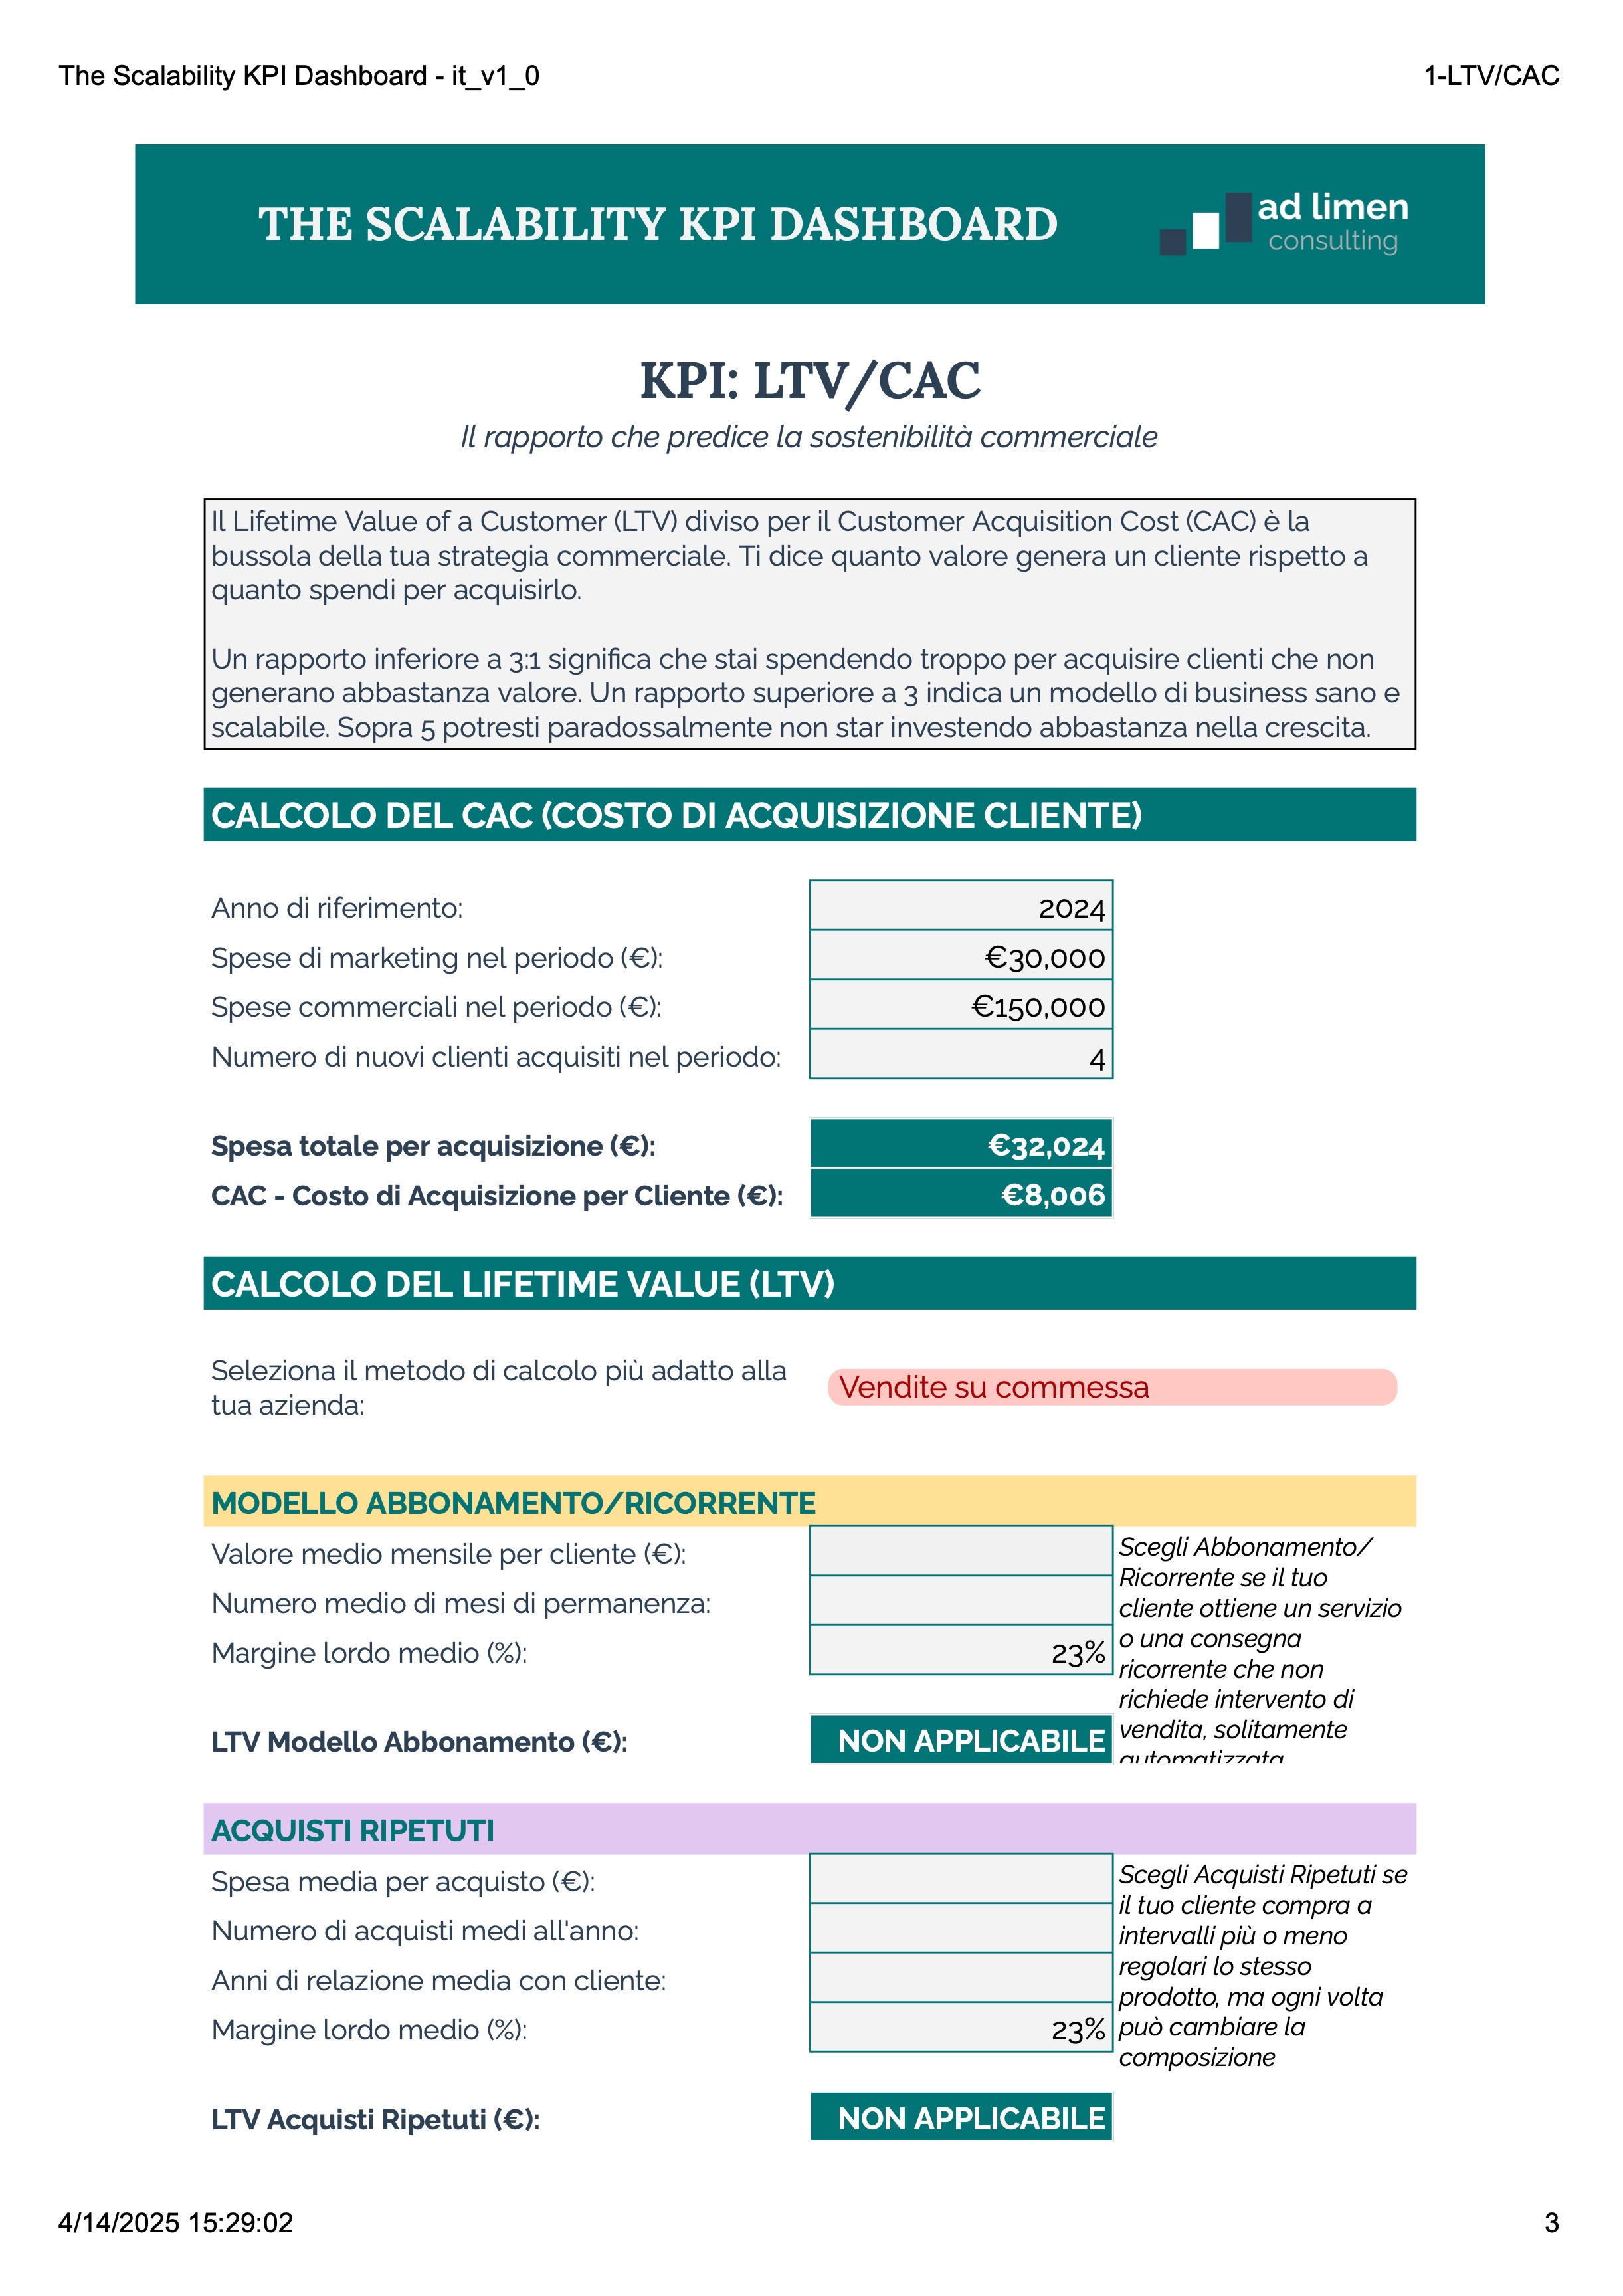 The Scalability KPI Dashboard - it_v1_0
1-LTV/CAC
THE SCALABILITY KPI DASHBOARD
ad limen
consulting
KPI: LTV/CAC
Il rapporto che predice la sostenibilità commerciale
Il Lifetime Value of a Customer (LTV) diviso per il Customer Acquisition Cost (CAC) è la
bussola della tua strategia commerciale. Ti dice quanto valore genera un cliente rispetto a
quanto spendi per acquisirlo.
Un rapporto inferiore a 3:1 significa che stai spendendo troppo per acquisire clienti che non
generano abbastanza valore. Un rapporto superiore a 3 indica un modello di business sano e
scalabile. Sopra 5 potresti paradossalmente non star investendo abbastanza nella crescita.
CALCOLO DEL CAC (COSTO DI ACQUISIZIONE CLIENTE)
Anno di riferimento: 2024
Spese di marketing nel periodo (€): €30,000
Spese commerciali nel periodo (€): €150,000
Numero di nuovi clienti acquisiti nel periodo: 4
Spesa totale per acquisizione (€): €32,024
CAC - Costo di Acquisizione per Cliente (€): €8,006
CALCOLO DEL LIFETIME VALUE (LTV)
Seleziona il metodo di calcolo più adatto alla
tua azienda:
Vendite su commessa
MODELLO ABBONAMENTO/RICORRENTE
Valore medio mensile per cliente (€):
Numero medio di mesi di permanenza:
Margine lordo medio (%): 23%
LTV Modello Abbonamento (€): NON APPLICABILE
Scegli Abbonamento/
Ricorrente se il tuo
cliente ottiene un servizio
o una consegna
ricorrente che non
richiede intervento di
vendita, solitamente
automatizzata
ACQUISTI RIPETUTI
Spesa media per acquisto (€):
Numero di acquisti medi all'anno:
Anni di relazione media con cliente:
Margine lordo medio (%): 23%
Scegli Acquisti Ripetuti se
il tuo cliente compra a
intervalli più o meno
regolari lo stesso
prodotto, ma ogni volta
può cambiare la
composizione
LTV Acquisti Ripetuti (€): NON APPLICABILE
4/14/2025 15:29:02
3